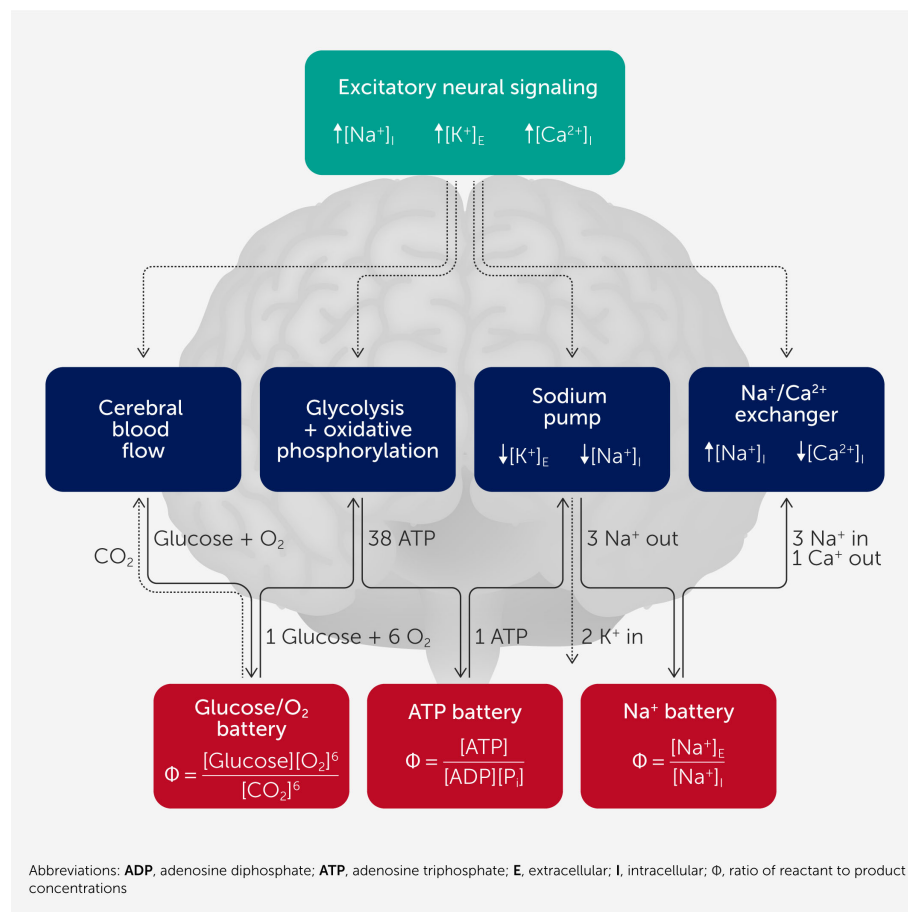 Excitatory neural signaling
↑[Na⁺]ᵢ ↑[K⁺]ᴇ ↑[Ca²⁺]ᵢ
Cerebral
blood
flow
Glycolysis
+ oxidative
phosphorylation
Sodium
pump
↓[K⁺]ᴇ ↓[Na⁺]ᵢ
Na⁺/Ca²⁺
exchanger
↑[Na⁺]ᵢ ↓[Ca²⁺]ᵢ
CO₂
Glucose + O₂
38 ATP
3 Na⁺ out
3 Na⁺ in
1 Ca⁺ out
1 Glucose + 6 O₂
1 ATP
2 K⁺ in
Glucose/O₂
battery
Φ = [Glucose][O₂]⁶ / [CO₂]⁶
ATP battery
Φ = [ATP] / [ADP][Pᵢ]
Na⁺ battery
Φ = [Na⁺]ᴇ / [Na⁺]ᵢ
Abbreviations: ADP, adenosine diphosphate; ATP, adenosine triphosphate; E, extracellular; I, intracellular; Φ, ratio of reactant to product
concentrations